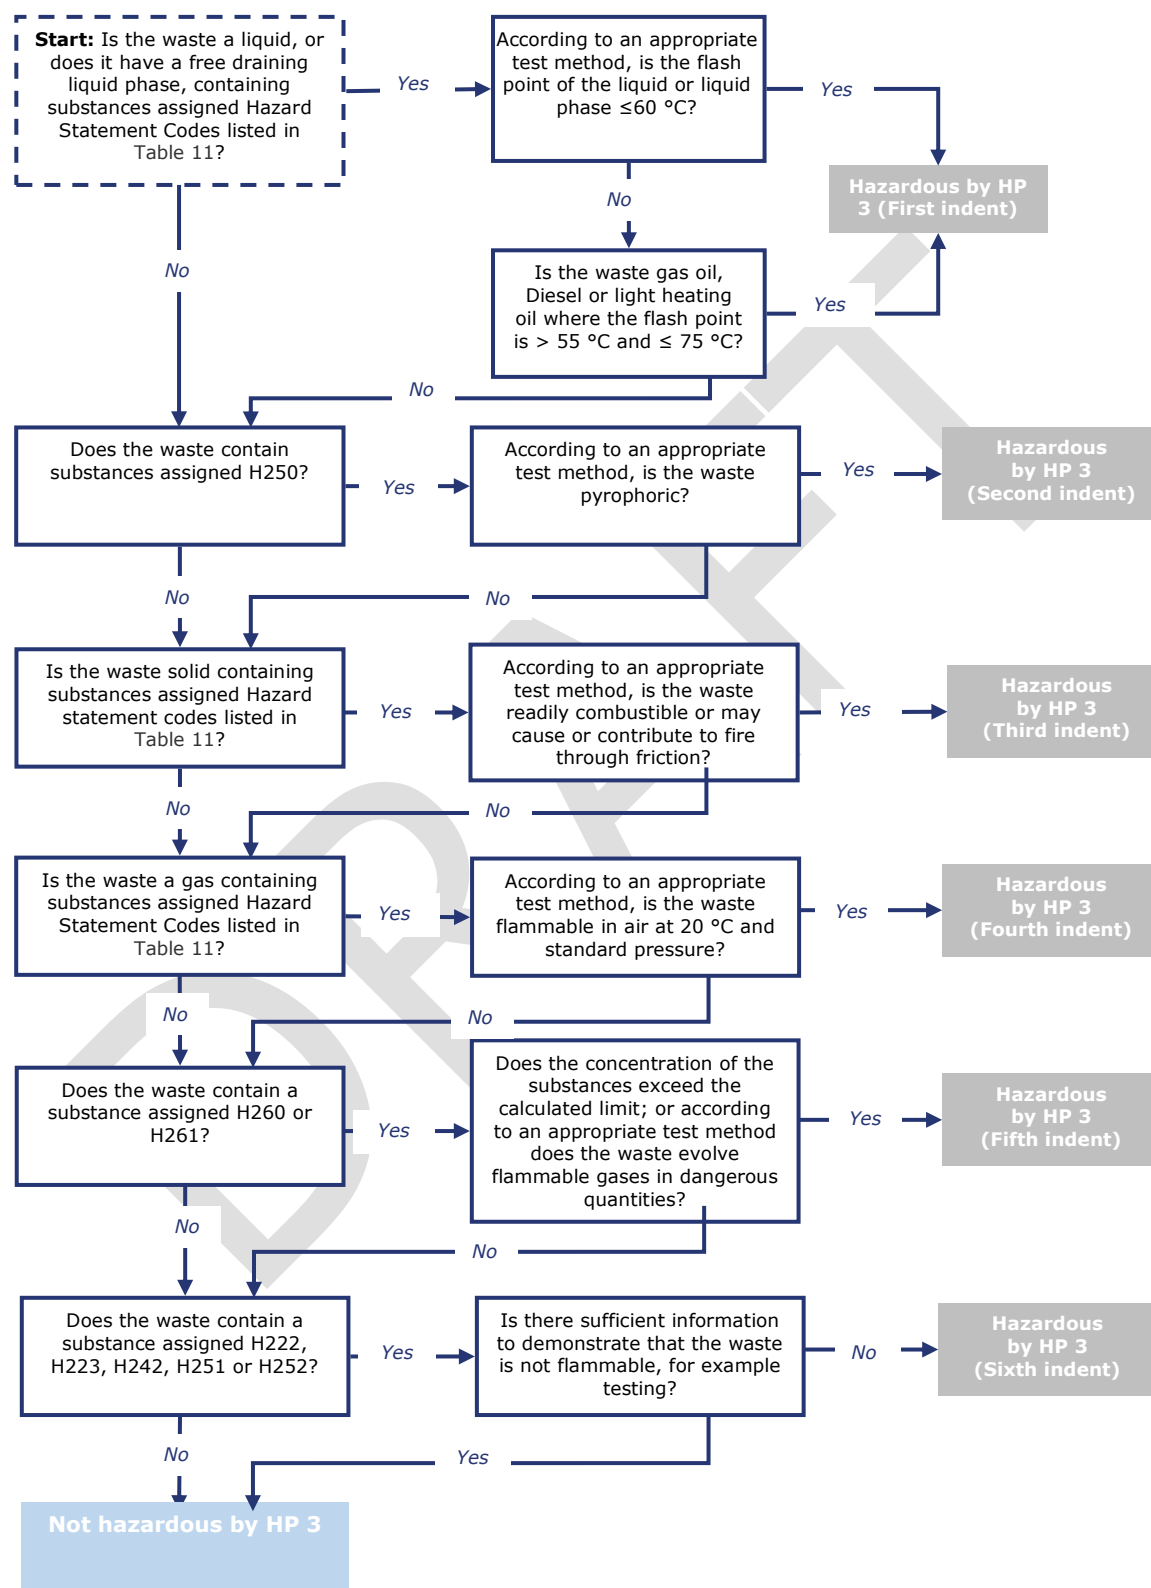 Start: Is the waste a liquid, or
does it have a free draining
liquid phase, containing
substances assigned Hazard
Statement Codes listed in
Table 11?
Yes
According to an appropriate
test method, is the flash
point of the liquid or liquid
phase ≤60 °C?
Yes
Hazardous by HP
3 (First indent)
No
No
Is the waste gas oil,
Diesel or light heating
oil where the flash point
is > 55 °C and ≤ 75 °C?
Yes
No
Does the waste contain
substances assigned H250?
Yes
According to an appropriate
test method, is the waste
pyrophoric?
Yes
Hazardous
by HP 3
(Second indent)
No
No
Is the waste solid containing
substances assigned Hazard
statement codes listed in
Table 11?
Yes
According to an appropriate
test method, is the waste
readily combustible or may
cause or contribute to fire
through friction?
Yes
Hazardous
by HP 3
(Third indent)
No
No
Is the waste a gas containing
substances assigned Hazard
Statement Codes listed in
Table 11?
Yes
According to an appropriate
test method, is the waste
flammable in air at 20 °C and
standard pressure?
Yes
Hazardous
by HP 3
(Fourth indent)
No
No
Does the waste contain a
substance assigned H260 or
H261?
Yes
Does the concentration of the
substances exceed the
calculated limit; or according
to an appropriate test method
does the waste evolve
flammable gases in dangerous
quantities?
Yes
Hazardous
by HP 3
(Fifth indent)
No
No
Does the waste contain a
substance assigned H222,
H223, H242, H251 or H252?
Yes
Is there sufficient information
to demonstrate that the waste
is not flammable, for example
testing?
No
Hazardous
by HP 3
(Sixth indent)
No
Yes
Not hazardous by HP 3
DRAFT